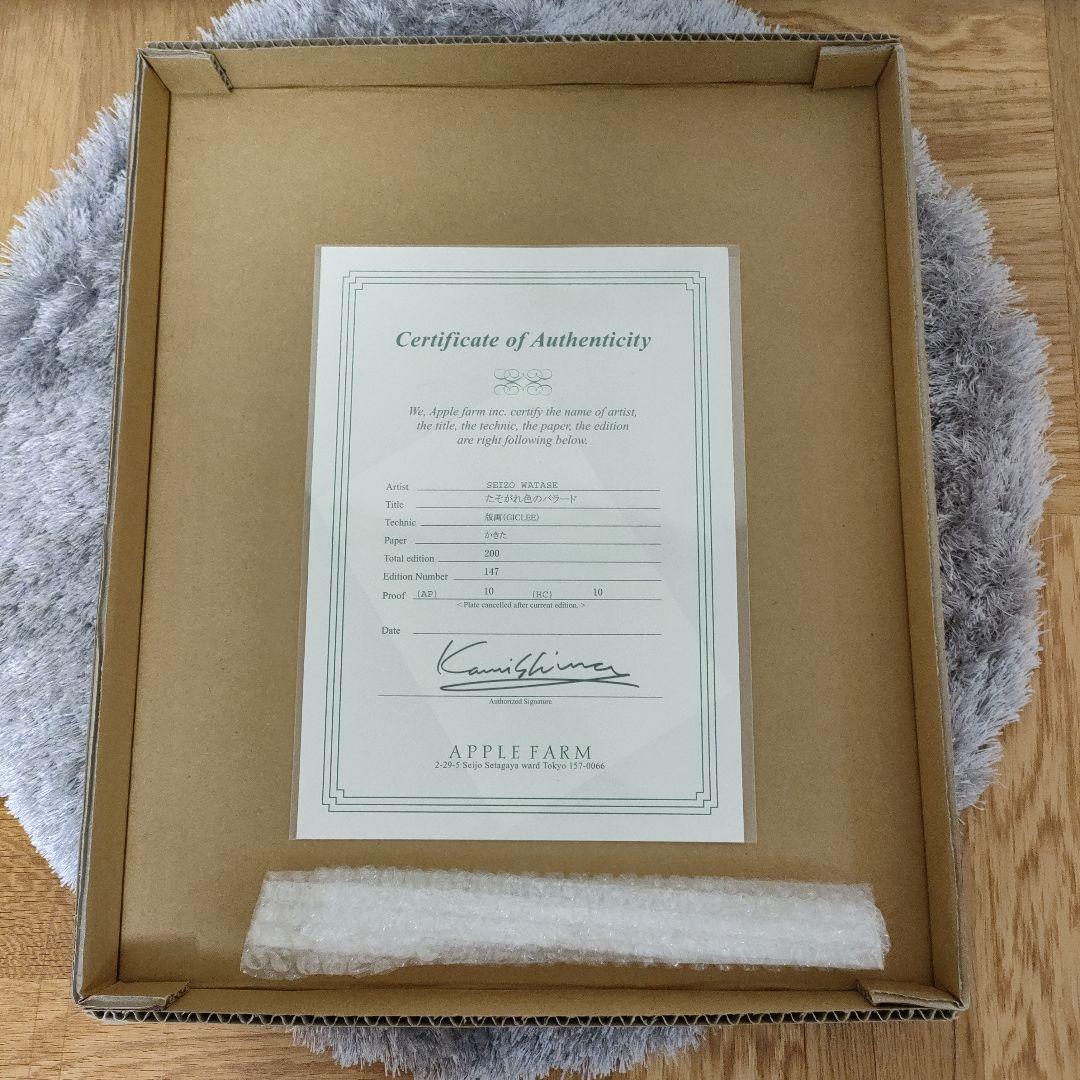 Certificate of Authenticity
We, Apple farm inc. certify the name of artist,
the title, the technic, the paper, the edition
are right following below.
Artist SEIZO WATASE
Title たそがれ色のバラード
Technic 版画(GICLEE)
Paper かきた
Total edition 200
Edition Number 147
Proof (AP) 10 (HC) 10
< Plate cancelled after current edition. >
Date
Kamishima
Authorized Signature
APPLE FARM
2-29-5 Seijo Setagaya ward Tokyo 157-0066